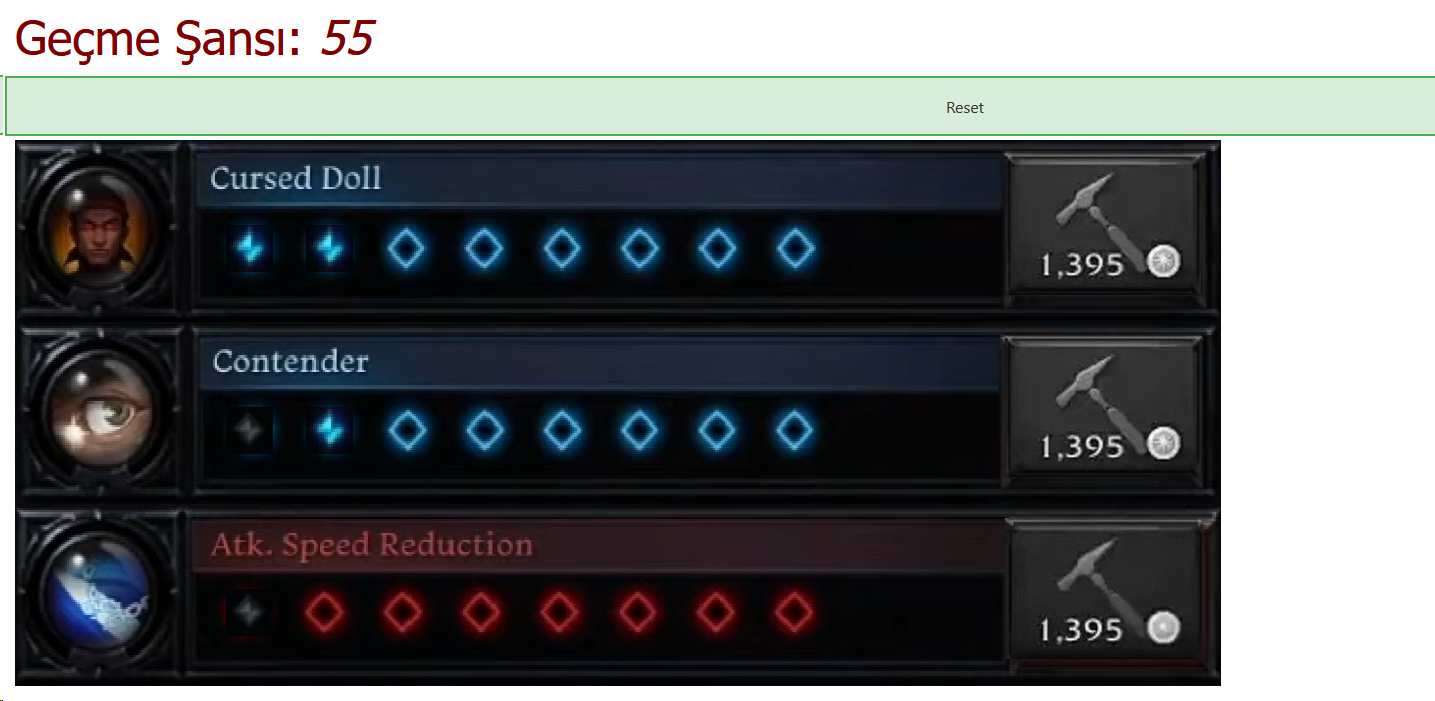 Geçme Şansı: 55
Reset
Cursed Doll
1,395
Contender
1,395
Atk. Speed Reduction
1,395